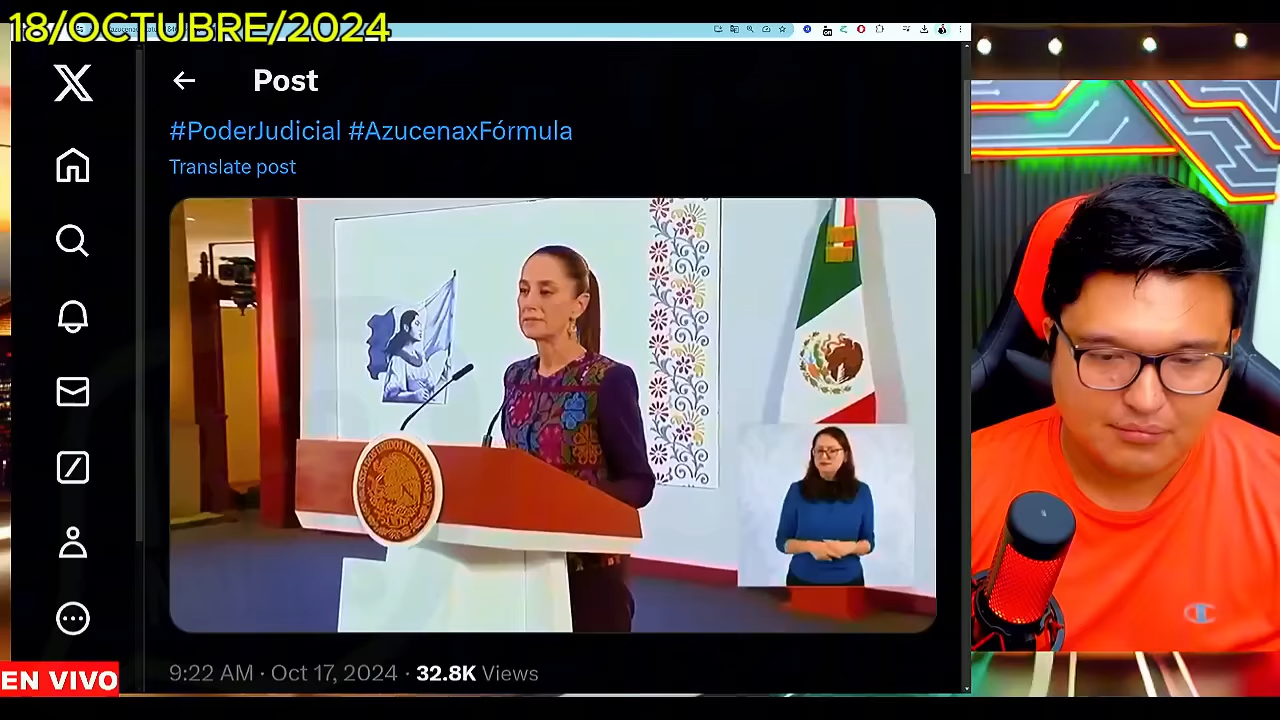 18/OCTUBRE/2024
Post
#PoderJudicial #AzucenaxFórmula
Translate post
9:22 AM · Oct 17, 2024 · 32.8K Views
EN VIVO